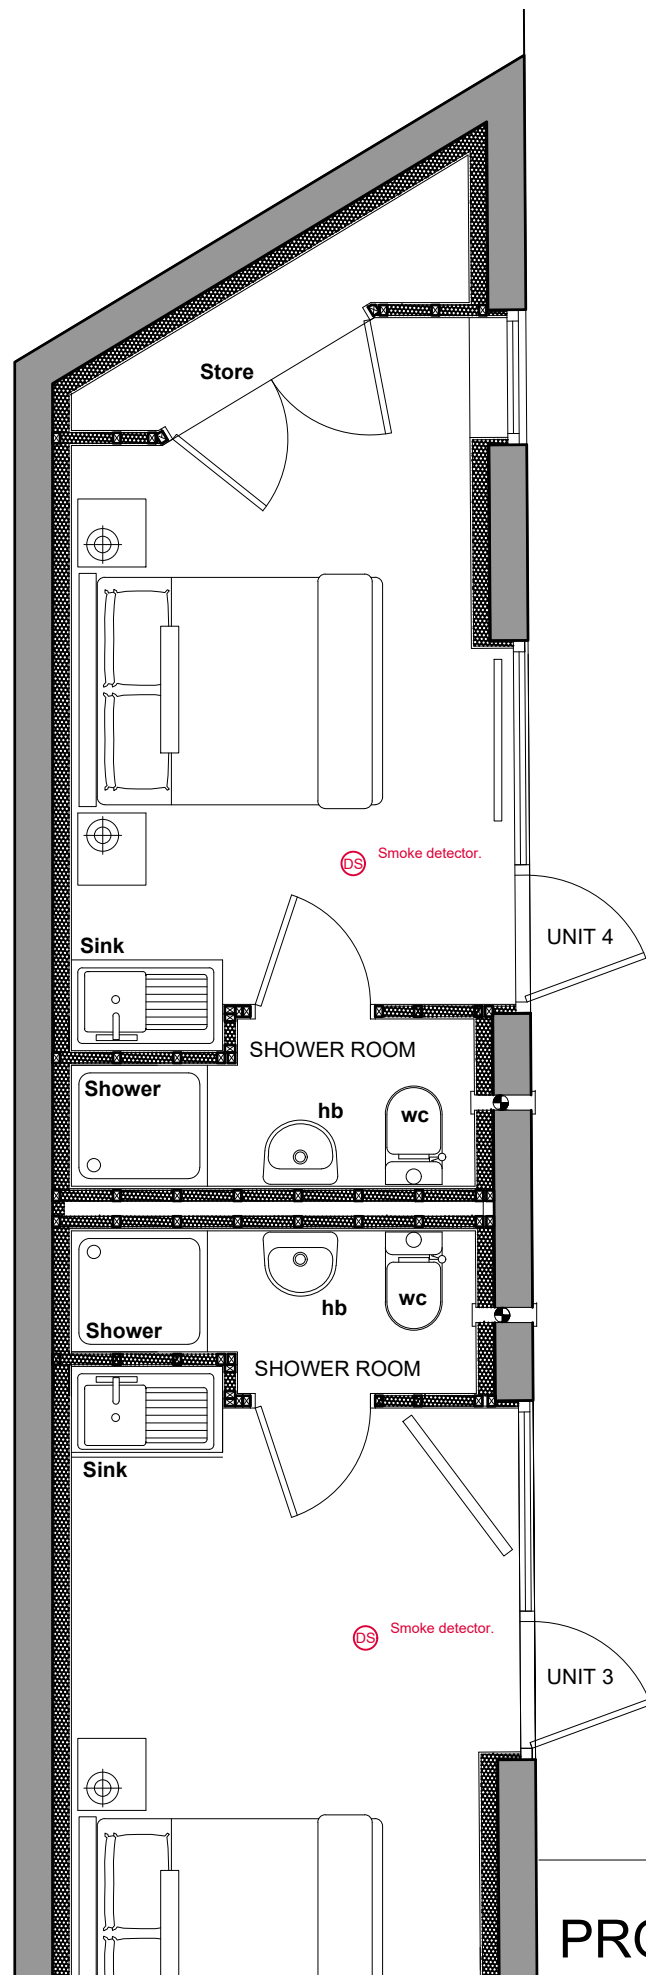 Store
DS Smoke detector.
UNIT 4
Sink
SHOWER ROOM
Shower
hb
wc
hb
wc
Shower
SHOWER ROOM
Sink
DS Smoke detector.
UNIT 3